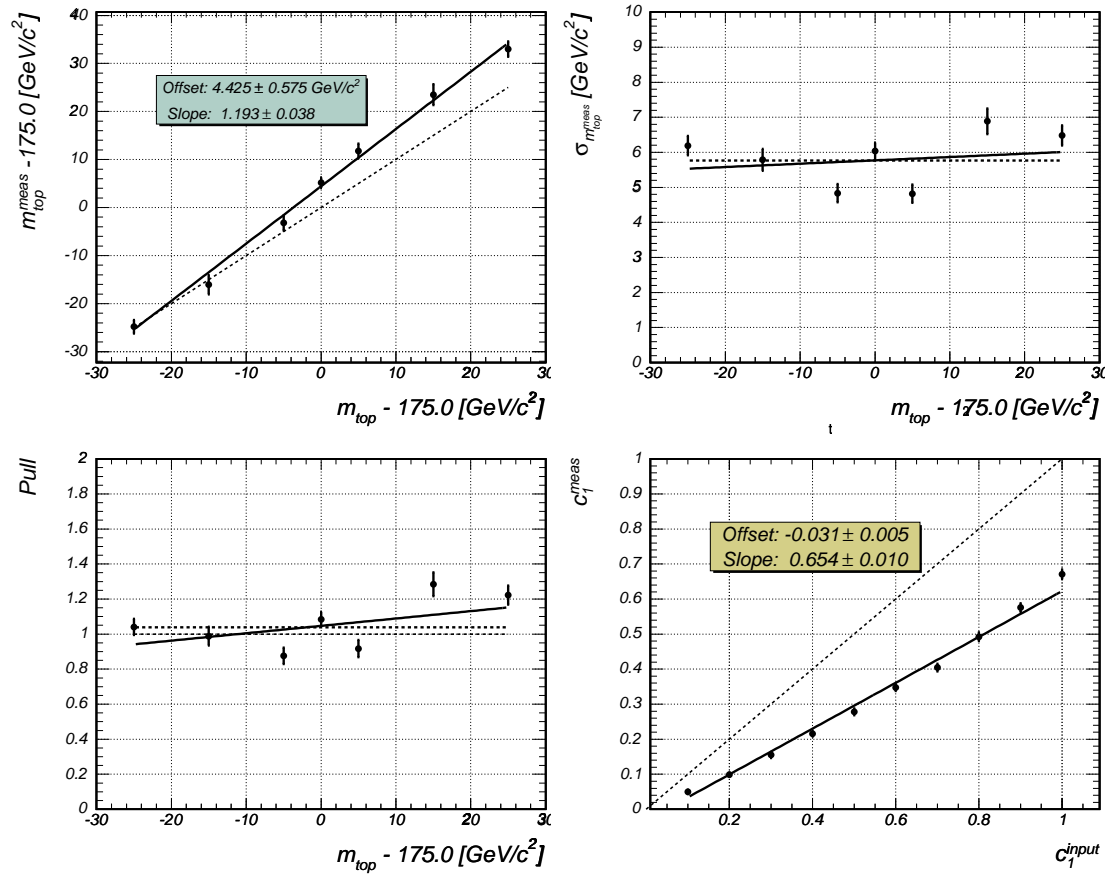 m_top^meas -175.0 [GeV/c²]
40
30
20
10
0
-10
-20
-30
Offset: 4.425 ± 0.575 GeV/c²
Slope: 1.193 ± 0.038
-30 -20 -10 0 10 20 30
m_top - 175.0 [GeV/c²]
σ_m_top^meas [GeV/c²]
10
9
8
7
6
5
4
3
2
1
0
-30 -20 -10 0 10 20
m_top - 175.0 [GeV/c²]
t
Pull
2
1.8
1.6
1.4
1.2
1
0.8
0.6
0.4
0.2
0
-30 -20 -10 0 10 20 30
m_top - 175.0 [GeV/c²]
c_1^meas
1
0.9
0.8
0.7
0.6
0.5
0.4
0.3
0.2
0.1
0
Offset: -0.031 ± 0.005
Slope: 0.654 ± 0.010
0.2 0.4 0.6 0.8 1
c_1^input